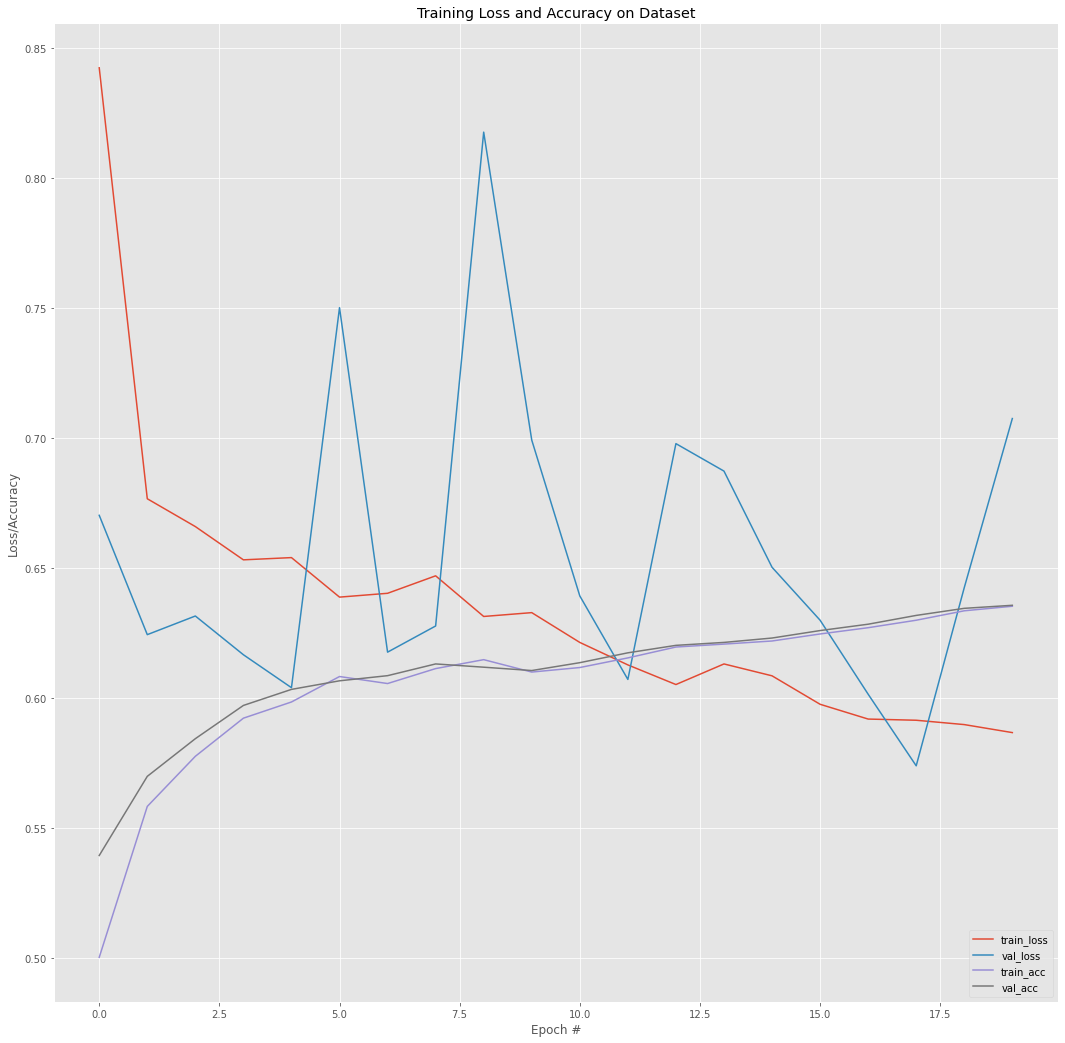 Training Loss and Accuracy on Dataset
0.85
0.80
0.75
0.70
0.65
0.60
0.55
0.50
Loss/Accuracy
0.0 2.5 5.0 7.5 10.0 12.5 15.0 17.5
Epoch #
train_loss
val_loss
train_acc
val_acc